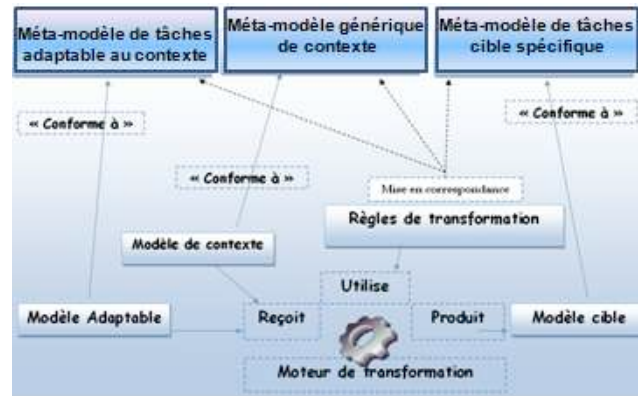 Méta-modèle de tâches
adaptable au contexte
Méta-modèle générique
de contexte
Méta-modèle de tâches
cible spécifique
« Conforme à »
« Conforme à »
« Conforme à »
Mise en correspondance
Règles de transformation
Modèle de contexte
Utilise
Modèle Adaptable
Reçoit
Produit
Modèle cible
Moteur de transformation